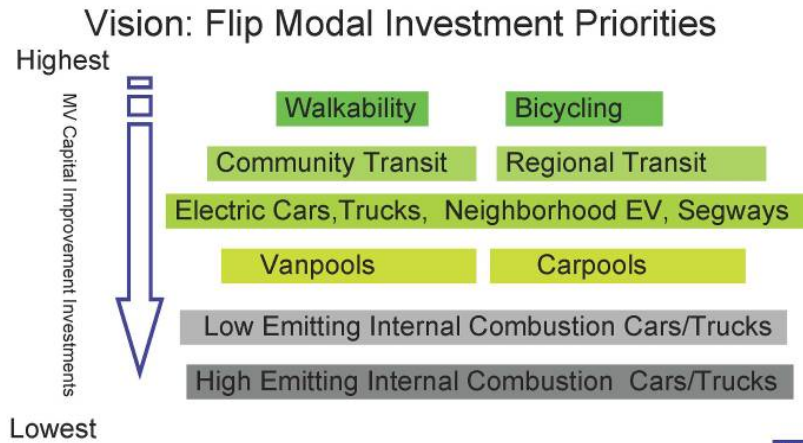 Vision: Flip Modal Investment Priorities
Highest
MV Capital Improvement Investments
Walkability
Bicycling
Community Transit
Regional Transit
Electric Cars,Trucks, Neighborhood EV, Segways
Vanpools
Carpools
Low Emitting Internal Combustion Cars/Trucks
High Emitting Internal Combustion Cars/Trucks
Lowest